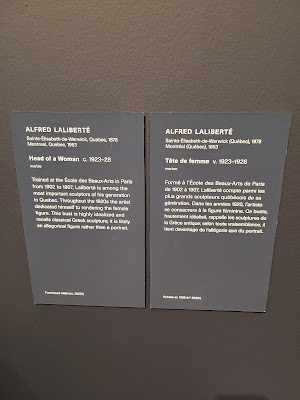 ALFRED LALIBERTÉ
Sainte-Élisabeth-de-Warwick, Quebec, 1878
Montreal, Quebec, 1953
Head of a Woman c. 1923–28
marble
Trained at the École des Beaux-Arts in Paris
from 1902 to 1907, Laliberté is among the
most important sculptors of his generation
in Quebec. Throughout the 1920s the artist
dedicated himself to rendering the female
figure. This bust is highly idealized and
recalls classical Greek sculpture; it is likely
an allegorical figure rather than a portrait.
Purchased
ALFRED LALIBERTÉ
Sainte-Élisabeth-de-Warwick (Québec), 1878
Montréal (Québec), 1953
Tête de femme v. 1923–1928
marbre
Formé à l'École des Beaux-Arts de Paris
de 1902 à 1907, Laliberté compte parmi les
plus grands sculpteurs québécois de sa
génération. Dans les années 1920, l'artiste
se consacrera à la figure féminine. Ce buste,
hautement idéalisé, rappelle les sculptures de
la Grèce antique; selon toute vraisemblance, il
tient davantage de l'allégorie que du portrait.
Acheté en